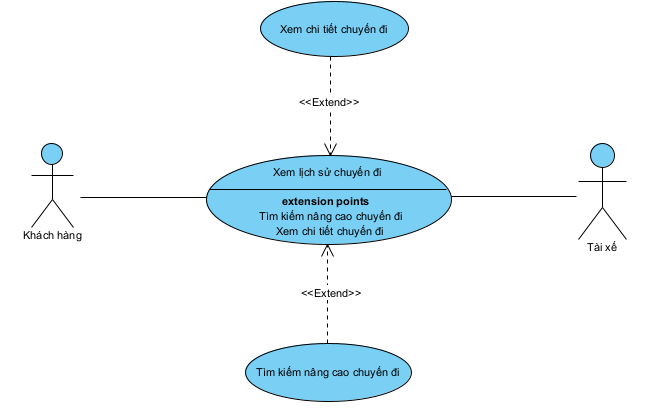 Xem chi tiết chuyến đi
<<Extend>>
Xem lịch sử chuyến đi
extension points
Tìm kiếm nâng cao chuyến đi
Xem chi tiết chuyến đi
Khách hàng
Tài xế
<<Extend>>
Tìm kiếm nâng cao chuyến đi